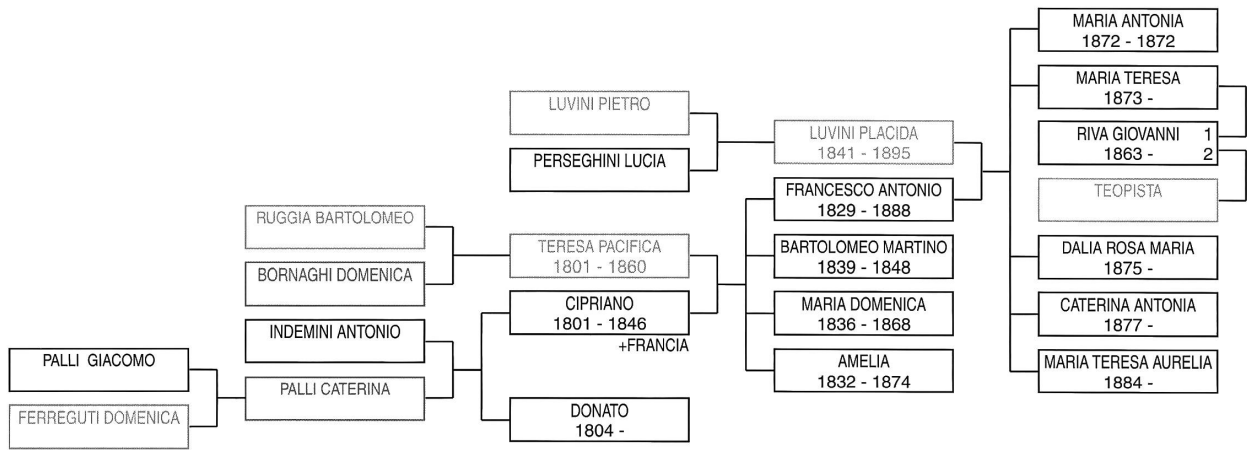 PALLI GIACOMO
FERREGUTI DOMENICA
RUGGIA BARTOLOMEO
BORNAGHI DOMENICA
INDEMINI ANTONIO
PALLI CATERINA
LUVINI PIETRO
PERSEGHINI LUCIA
TERESA PACIFICA
1801 - 1860
CIPRIANO
1801 - 1846
+FRANCIA
DONATO
1804 -
LUVINI PLACIDA
1841 - 1895
FRANCESCO ANTONIO
1829 - 1888
BARTOLOMEO MARTINO
1839 - 1848
MARIA DOMENICA
1836 - 1868
AMELIA
1832 - 1874
MARIA ANTONIA
1872 - 1872
MARIA TERESA
1873 -
RIVA GIOVANNI 1
1863 - 2
TEOPISTA
DALIA ROSA MARIA
1875 -
CATERINA ANTONIA
1877 -
MARIA TERESA AURELIA
1884 -